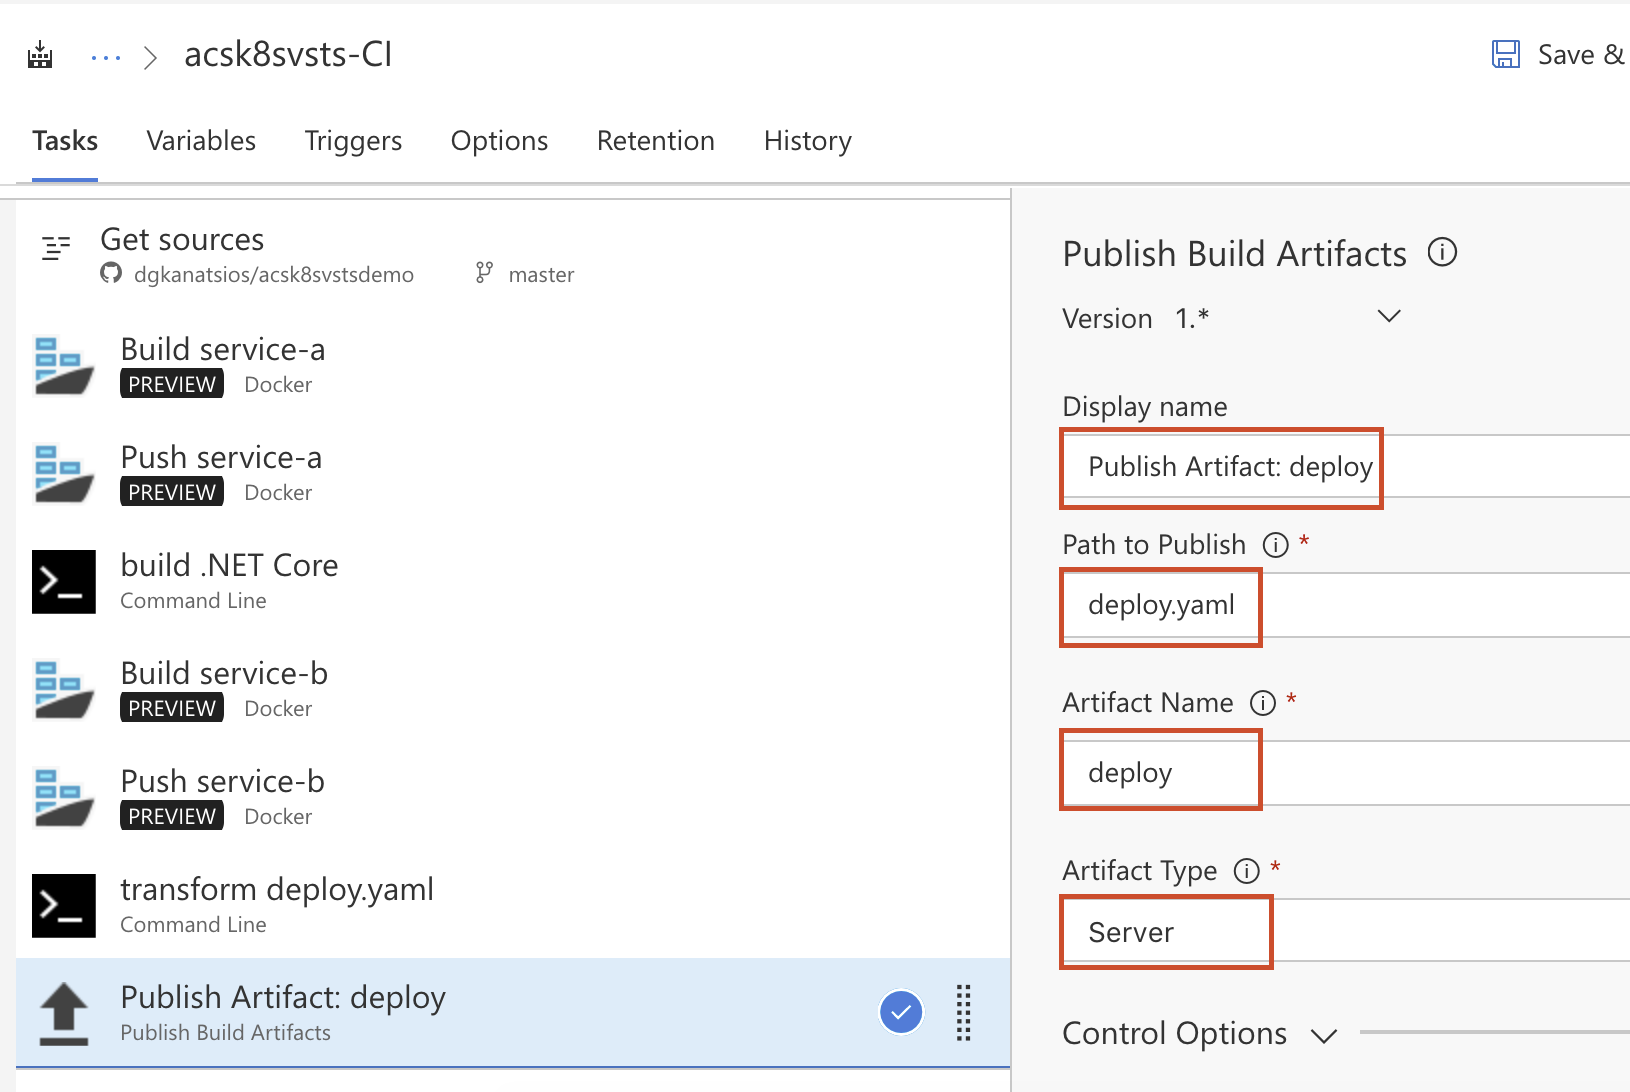 ... > acsk8svsts-CI
Save &
Tasks Variables Triggers Options Retention History
Get sources
dgkanatsios/acsk8svstsdemo master
Build service-a
PREVIEW Docker
Push service-a
PREVIEW Docker
build .NET Core
Command Line
Build service-b
PREVIEW Docker
Push service-b
PREVIEW Docker
transform deploy.yaml
Command Line
Publish Artifact: deploy
Publish Build Artifacts
Publish Build Artifacts
Version 1.*
Display name
Publish Artifact: deploy
Path to Publish *
deploy.yaml
Artifact Name *
deploy
Artifact Type *
Server
Control Options